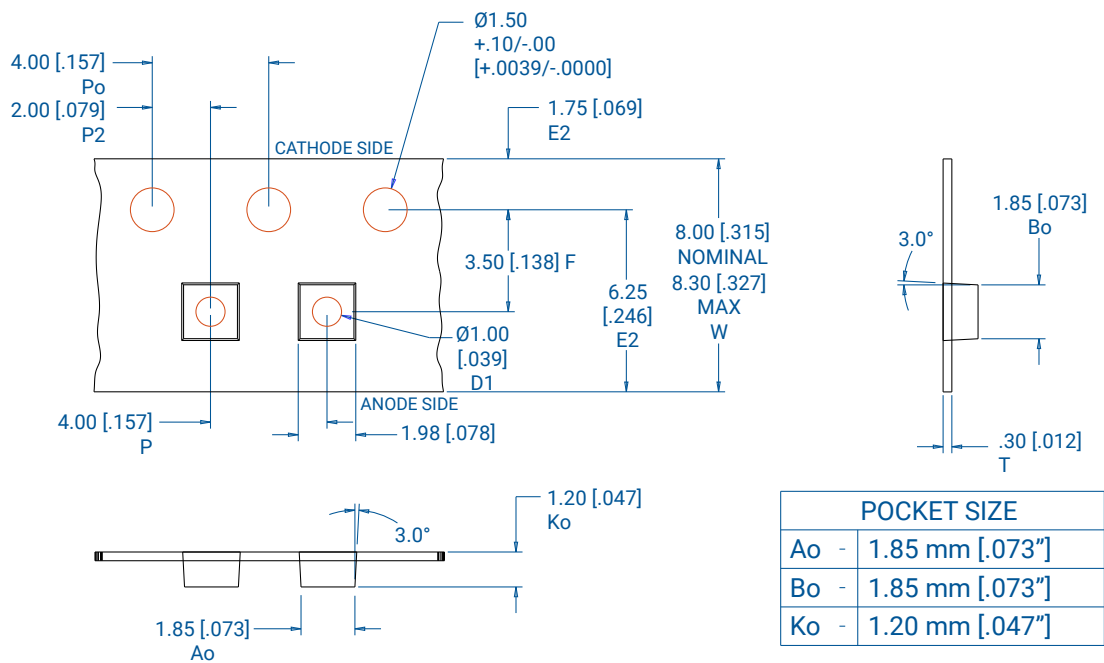 Ø1.50
+.10/-.00
[+.0039/-.0000]
4.00 [.157]
Po
2.00 [.079]
P2
1.75 [.069]
E2
CATHODE SIDE
3.50 [.138] F
8.00 [.315]
NOMINAL
8.30 [.327]
MAX
W
6.25
[.246]
E2
Ø1.00
[.039]
D1
ANODE SIDE
4.00 [.157]
P
1.98 [.078]
1.85 [.073]
Bo
3.0°
.30 [.012]
T
1.20 [.047]
Ko
3.0°
1.85 [.073]
Ao
POCKET SIZE
Ao - 1.85 mm [.073”]
Bo - 1.85 mm [.073”]
Ko - 1.20 mm [.047”]